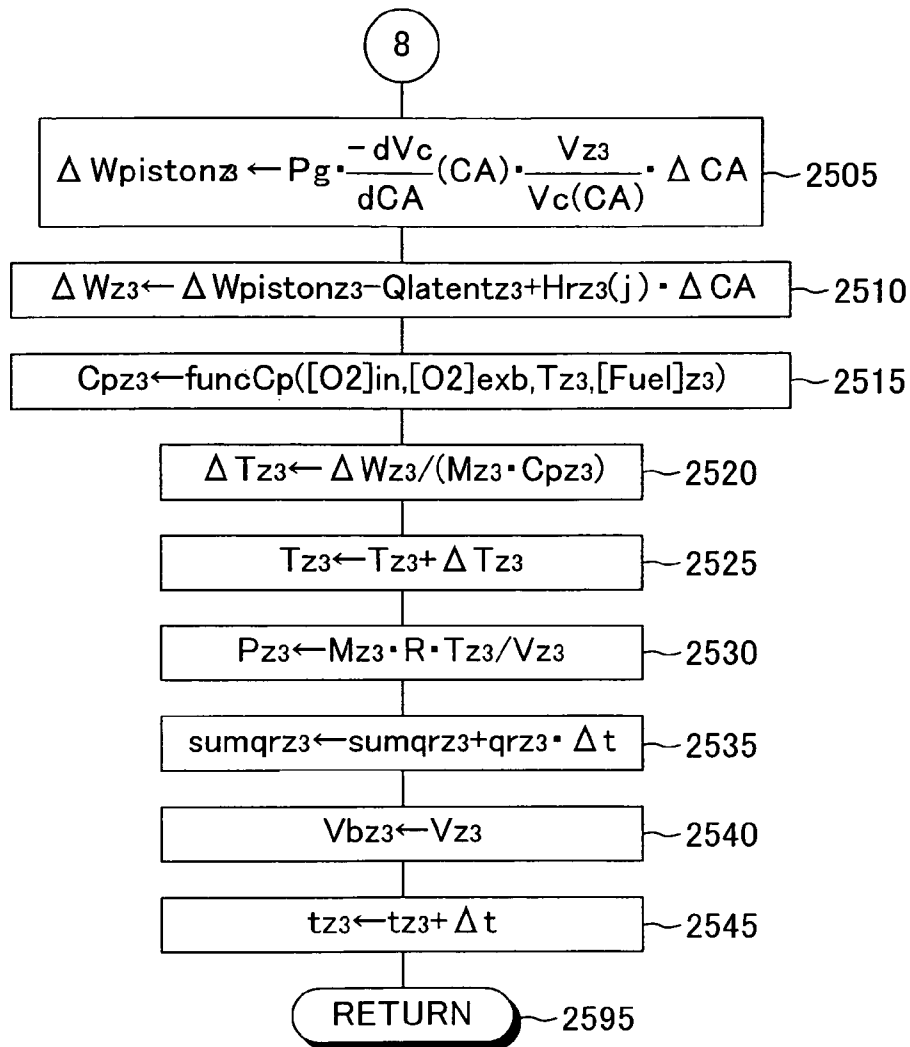 8
ΔWpistonz3←Pg・-dVc/dCA(CA)・Vz3/Vc(CA)・ΔCA
2505
ΔWz3←ΔWpistonz3-Qlatentz3+Hrz3(j)・ΔCA
2510
Cpz3←funcCp([O2]in,[O2]exb,Tz3,[Fuel]z3)
2515
ΔTz3←ΔWz3/(Mz3・Cpz3)
2520
Tz3←Tz3+ΔTz3
2525
Pz3←Mz3・R・Tz3/Vz3
2530
sumqrz3←sumqrz3+qrz3・Δt
2535
Vbz3←Vz3
2540
tz3←tz3+Δt
2545
RETURN
2595